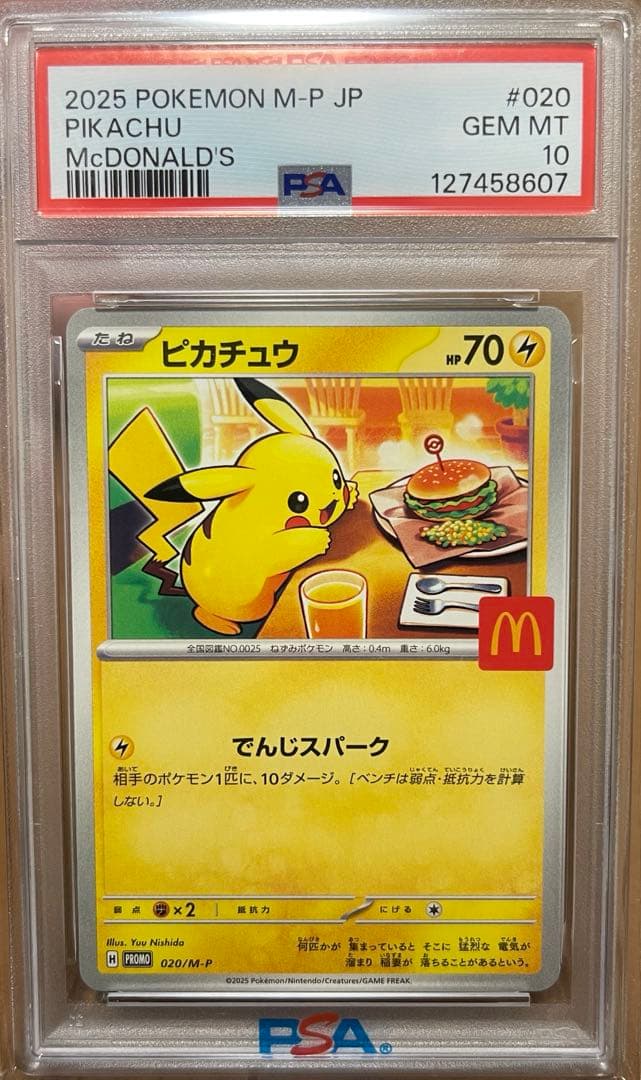 2025 POKEMON M-P JP #020
PIKACHU GEM MT
McDONALD'S 10
PSA 127458607
たね ピカチュウ HP70
M
全国図鑑NO.0025 ねずみポケモン 高さ:0.4m 重さ:6.0kg
でんじスパーク
相手のポケモン1匹に、10ダメージ。[ベンチは弱点・抵抗力を計算
しない。]
弱点 ×2 抵抗力 にげる
Illus. Yuu Nishida
何匹かが 集まっていると そこに 猛烈な 電気が
H PROMO 020/M-P
溜まり 稲妻が 落ちることがあるという。
©2025 Pokémon/Nintendo/Creatures/GAME FREAK.
PSA®